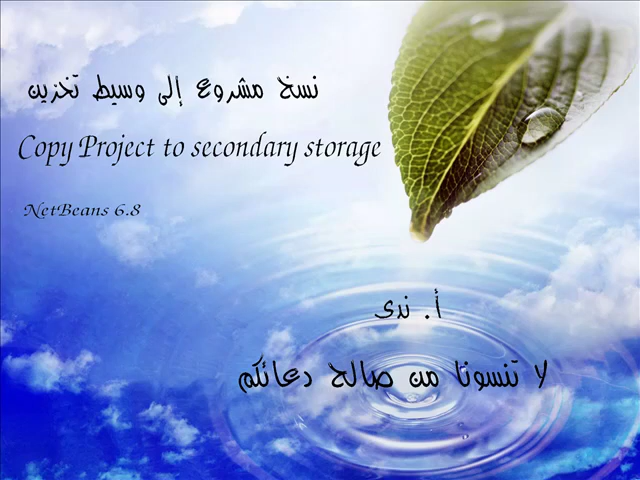 نسخ مشروع إلى وسيط تخزين
Copy Project to secondary storage
NetBeans 6.8
أ. ندى
لا تنسونا من صالح دعائكم